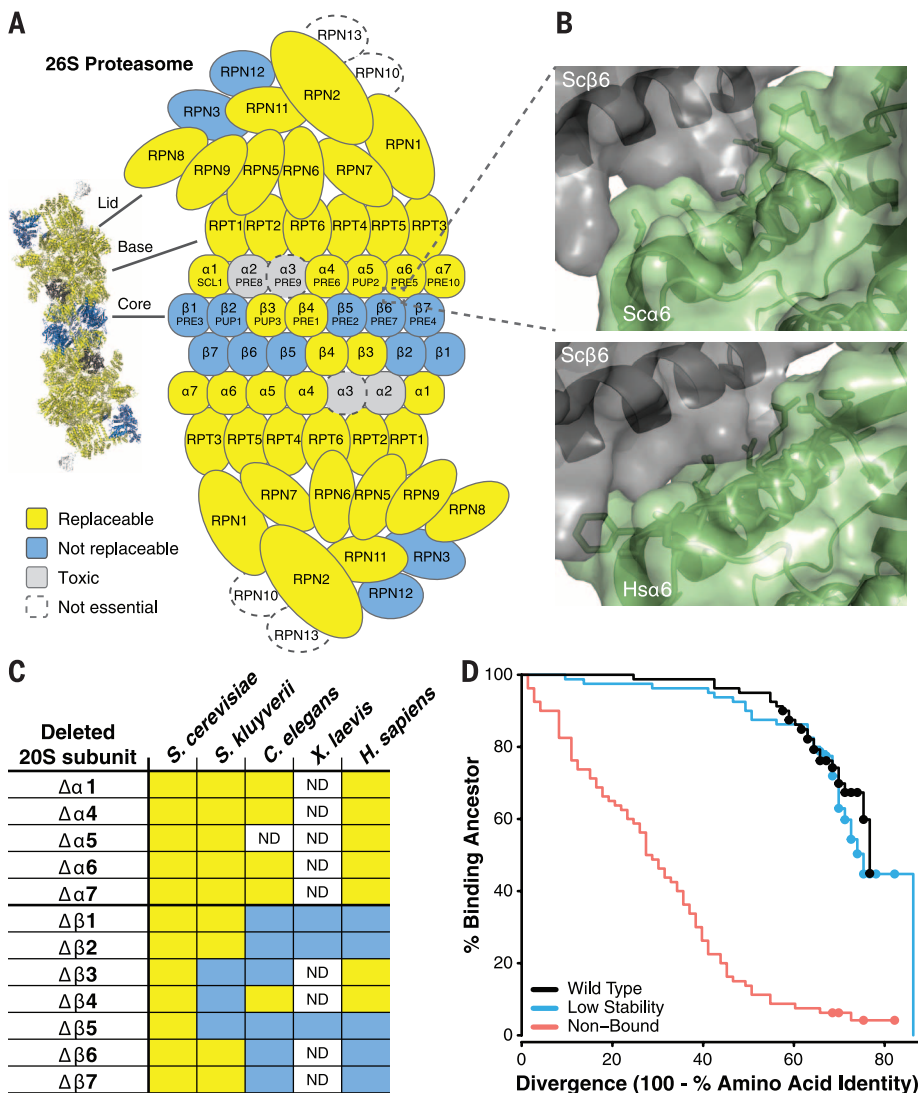 A
26S Proteasome
RPN13
RPN12
RPN10
RPN2
RPN3
RPN11
RPN1
RPN8
RPN9
RPN5
RPN6
RPN7
Lid
RPT1 RPT2 RPT6 RPT4 RPT5 RPT3
Base
α1 α2 α3 α4 α5 α6 α7
SCL1 PRE8 PRE9 PRE6 PUP2 PRE5 PRE10
Core
β1 β2 β3 β4 β5 β6 β7
PRE3 PUP1 PUP3 PRE1 PRE2 PRE7 PRE4
β7 β6 β5 β4 β3 β2 β1
α7 α6 α5 α4 α3 α2 α1
RPT3 RPT5 RPT4 RPT6 RPT2 RPT1
RPN7 RPN6 RPN5 RPN9
RPN1 RPN8
RPN11 RPN3
RPN2
RPN10 RPN12
RPN13
Replaceable
Not replaceable
Toxic
Not essential
B
Scβ6
Scα6
Scβ6
Hsα6
C
Deleted
20S subunit
S. cerevisiae
S. kluyverii
C. elegans
X. laevis
H. sapiens
Δα1 ND
Δα4 ND
Δα5 ND ND
Δα6 ND
Δα7 ND
Δβ1
Δβ2
Δβ3 ND
Δβ4 ND
Δβ5
Δβ6 ND
Δβ7 ND
D
% Binding Ancestor
100
80
60
40
20
0
Wild Type
Low Stability
Non-Bound
0 20 40 60 80
Divergence (100 - % Amino Acid Identity)